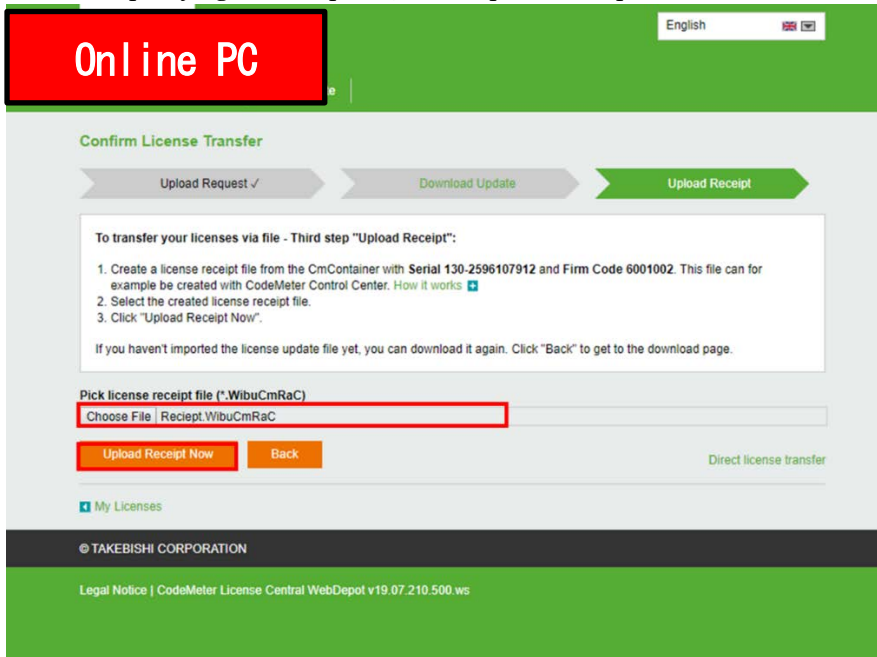 English
Online PC
Confirm License Transfer
Upload Request ✓
Download Update
Upload Receipt
To transfer your licenses via file - Third step "Upload Receipt":
1. Create a license receipt file from the CmContainer with Serial 130-2596107912 and Firm Code 6001002. This file can for
example be created with CodeMeter Control Center. How it works
2. Select the created license receipt file.
3. Click "Upload Receipt Now".
If you haven't imported the license update file yet, you can download it again. Click "Back" to get to the download page.
Pick license receipt file (*.WibuCmRaC)
Choose File Reciept.WibuCmRaC
Upload Receipt Now
Back
Direct license transfer
My Licenses
© TAKEBISHI CORPORATION
Legal Notice | CodeMeter License Central WebDepot v19.07.210.500.ws